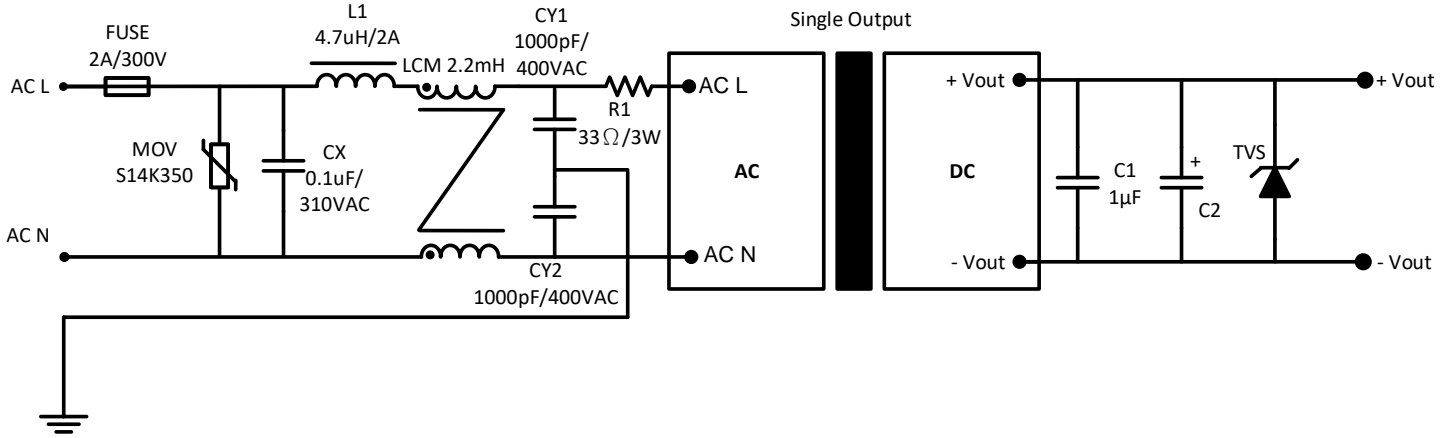 Single Output
FUSE
2A/300V
L1
4.7uH/2A
LCM 2.2mH
CY1
1000pF/
400VAC
AC L
R1
33Ω/3W
AC L
MOV
S14K350
CX
0.1uF/
310VAC
AC N
CY2
1000pF/400VAC
AC N
AC
DC
+ Vout
- Vout
C1
1μF
+
C2
TVS
+ Vout
- Vout